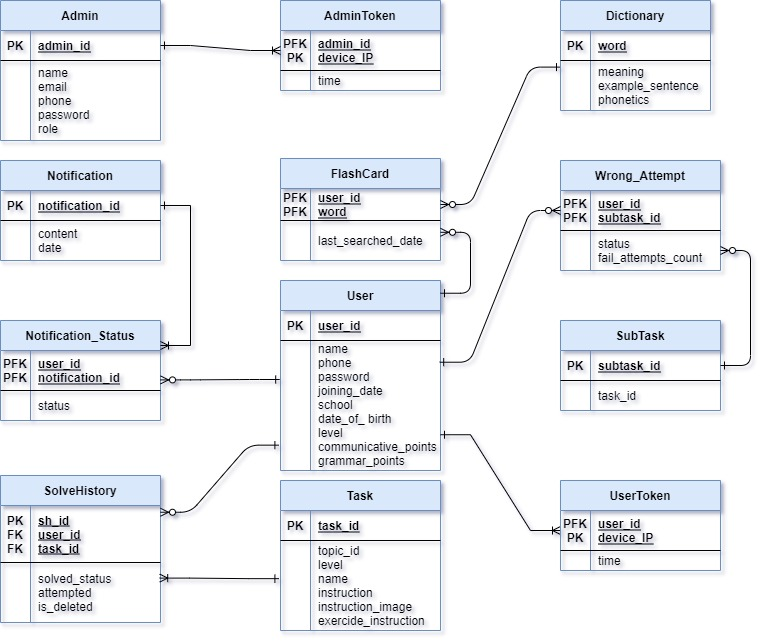 Admin
PK admin_id
name
email
phone
password
role
AdminToken
PFK admin_id
PK device_IP
time
Dictionary
PK word
meaning
example_sentence
phonetics
Notification
PK notification_id
content
date
FlashCard
PFK user_id
PFK word
last_searched_date
Wrong_Attempt
PFK user_id
PFK subtask_id
status
fail_attempts_count
Notification_Status
PFK user_id
PFK notification_id
status
User
PK user_id
name
phone
password
joining_date
school
date_of_ birth
level
communicative_points
grammar_points
SubTask
PK subtask_id
task_id
SolveHistory
PK sh_id
FK user_id
FK task_id
solved_status
attempted
is_deleted
Task
PK task_id
topic_id
level
name
instruction
instruction_image
exercide_instruction
UserToken
PFK user_id
PK device_IP
time